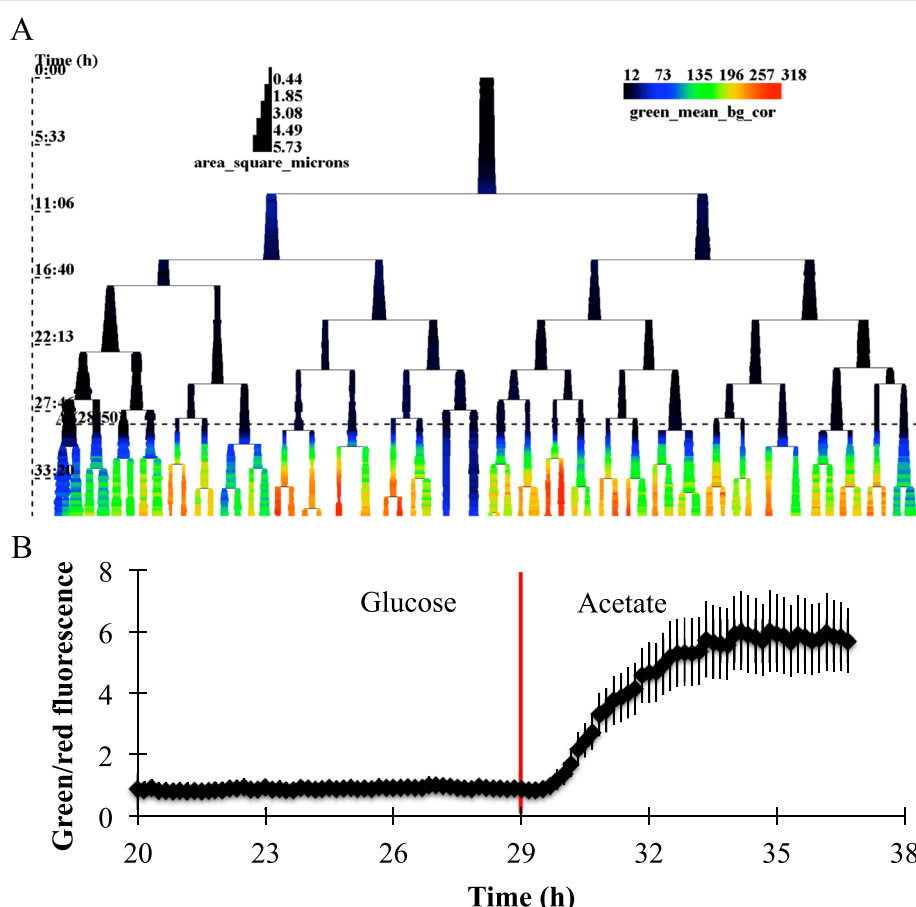 A
Time (h)
0:00
5:33
11:06
16:40
22:13
33:20
0.44
1.85
3.08
4.49
5.73
area_square_microns
12 73 135 196 257 318
green_mean_bg_cor
B
Green/red fluorescence
8
6
4
2
0
Glucose
Acetate
20 23 26 29 32 35 38
Time (h)